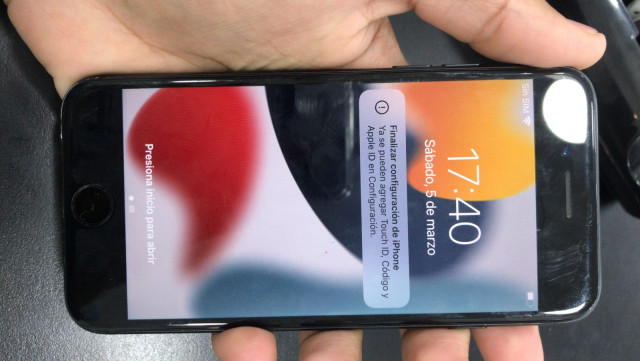 Sin SIM
17:40
Sábado, 5 de marzo
Finalizar configuración de iPhone
Ya se pueden agregar Touch ID, Código y
Apple ID en Configuración.
Presiona inicio para abrir